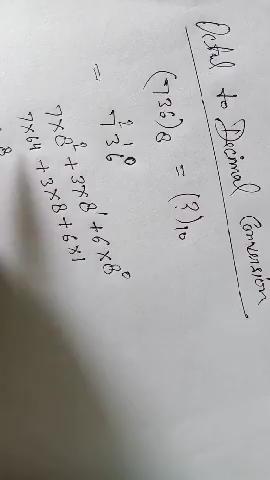 Octal to Decimal Conversion
(736)8 = (?)10
= 2 1 0
7 3 6
7×8² + 3×8¹ + 6×8⁰
7×64 + 3×8 + 6×1